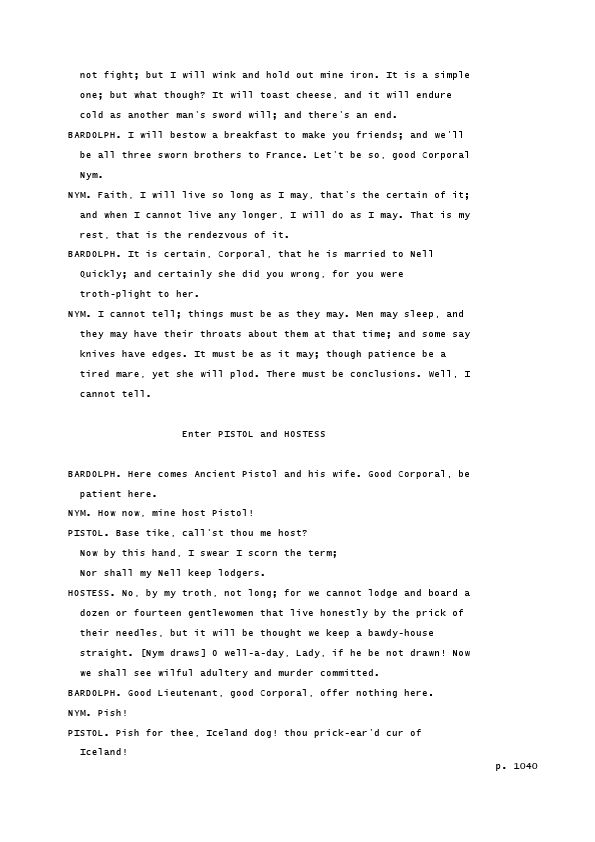 not fight; but I will wink and hold out mine iron. It is a simple
one; but what though? It will toast cheese, and it will endure
cold as another man's sword will; and there's an end.
BARDOLPH. I will bestow a breakfast to make you friends; and we'll
be all three sworn brothers to France. Let't be so, good Corporal
Nym.
NYM. Faith, I will live so long as I may, that's the certain of it;
and when I cannot live any longer, I will do as I may. That is my
rest, that is the rendezvous of it.
BARDOLPH. It is certain, Corporal, that he is married to Nell
Quickly; and certainly she did you wrong, for you were
troth-plight to her.
NYM. I cannot tell; things must be as they may. Men may sleep, and
they may have their throats about them at that time; and some say
knives have edges. It must be as it may; though patience be a
tired mare, yet she will plod. There must be conclusions. Well, I
cannot tell.
Enter PISTOL and HOSTESS
BARDOLPH. Here comes Ancient Pistol and his wife. Good Corporal, be
patient here.
NYM. How now, mine host Pistol!
PISTOL. Base tike, call'st thou me host?
Now by this hand, I swear I scorn the term;
Nor shall my Nell keep lodgers.
HOSTESS. No, by my troth, not long; for we cannot lodge and board a
dozen or fourteen gentlewomen that live honestly by the prick of
their needles, but it will be thought we keep a bawdy-house
straight. [Nym draws] O well-a-day, Lady, if he be not drawn! Now
we shall see wilful adultery and murder committed.
BARDOLPH. Good Lieutenant, good Corporal, offer nothing here.
NYM. Pish!
PISTOL. Pish for thee, Iceland dog! thou prick-ear'd cur of
Iceland!
p. 1040